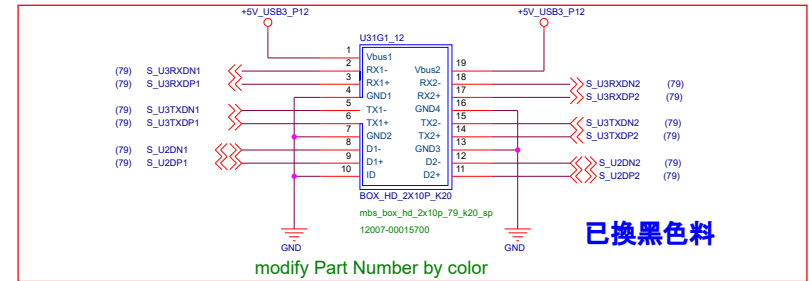 +5V_USB3_P12
+5V_USB3_P12
U31G1_12
1 Vbus1
2 RX1-
3 RX1+
4 GND1
5 TX1-
6 TX1+
7 GND2
8 D1-
9 D1+
10 ID
Vbus2 19
RX2- 18
RX2+ 17
GND4 16
TX2- 15
TX2+ 14
GND3 13
D2- 12
D2+ 11
(79) S_U3RXDN1
(79) S_U3RXDP1
(79) S_U3TXDN1
(79) S_U3TXDP1
(79) S_U2DN1
(79) S_U2DP1
S_U3RXDN2 (79)
S_U3RXDP2 (79)
S_U3TXDN2 (79)
S_U3TXDP2 (79)
S_U2DN2 (79)
S_U2DP2 (79)
BOX_HD_2X10P_K20
mbs_box_hd_2x10p_79_k20_sp
12007-00015700
GND
GND
已换黑色料
modify Part Number by color